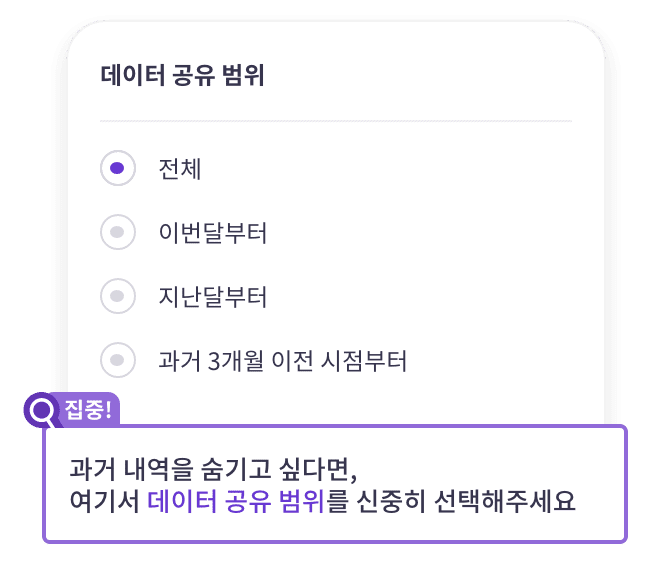 데이터 공유 범위
전체
이번달부터
지난달부터
과거 3개월 이전 시점부터
집중!
과거 내역을 숨기고 싶다면,
여기서 데이터 공유 범위를 신중히 선택해주세요